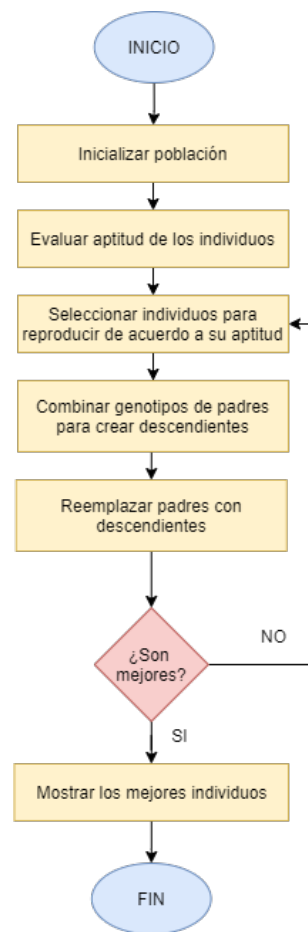 INICIO
Inicializar población
Evaluar aptitud de los individuos
Seleccionar individuos para
reproducir de acuerdo a su aptitud
Combinar genotipos de padres
para crear descendientes
Reemplazar padres con
descendientes
¿Son
mejores?
NO
SI
Mostrar los mejores individuos
FIN